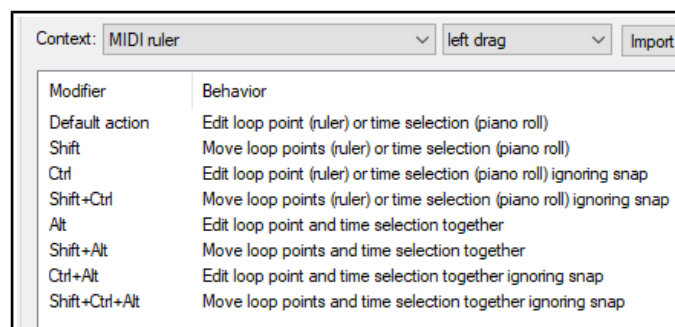 Context: MIDI ruler left drag Import
Modifier Behavior
Default action Edit loop point (ruler) or time selection (piano roll)
Shift Move loop points (ruler) or time selection (piano roll)
Ctrl Edit loop point (ruler) or time selection (piano roll) ignoring snap
Shift+Ctrl Move loop points (ruler) or time selection (piano roll) ignoring snap
Alt Edit loop point and time selection together
Shift+Alt Move loop points and time selection together
Ctrl+Alt Edit loop point and time selection together ignoring snap
Shift+Ctrl+Alt Move loop points and time selection together ignoring snap